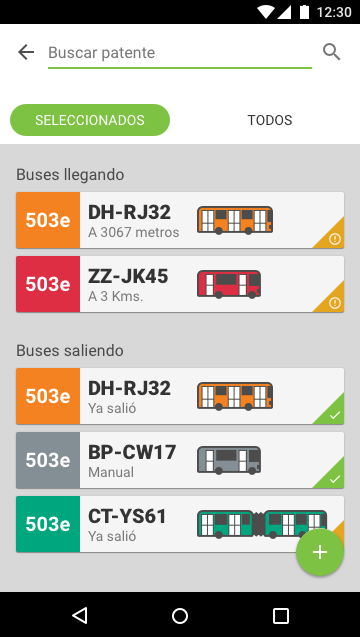 12:30
Buscar patente
SELECCIONADOS
TODOS
Buses llegando
503e
DH-RJ32
A 3067 metros
503e
ZZ-JK45
A 3 Kms.
Buses saliendo
503e
DH-RJ32
Ya salió
503e
BP-CW17
Manual
503e
CT-YS61
Ya salió